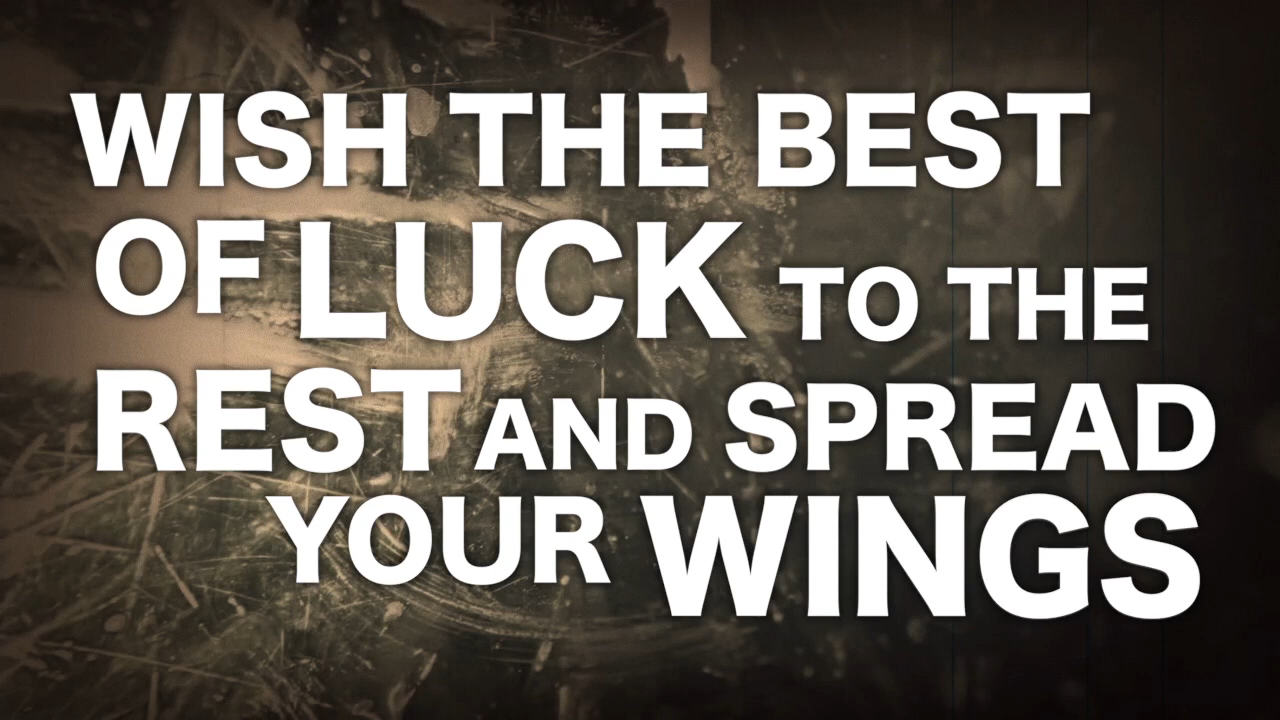 WISH THE BEST
OF LUCK TO THE
REST AND SPREAD
YOUR WINGS